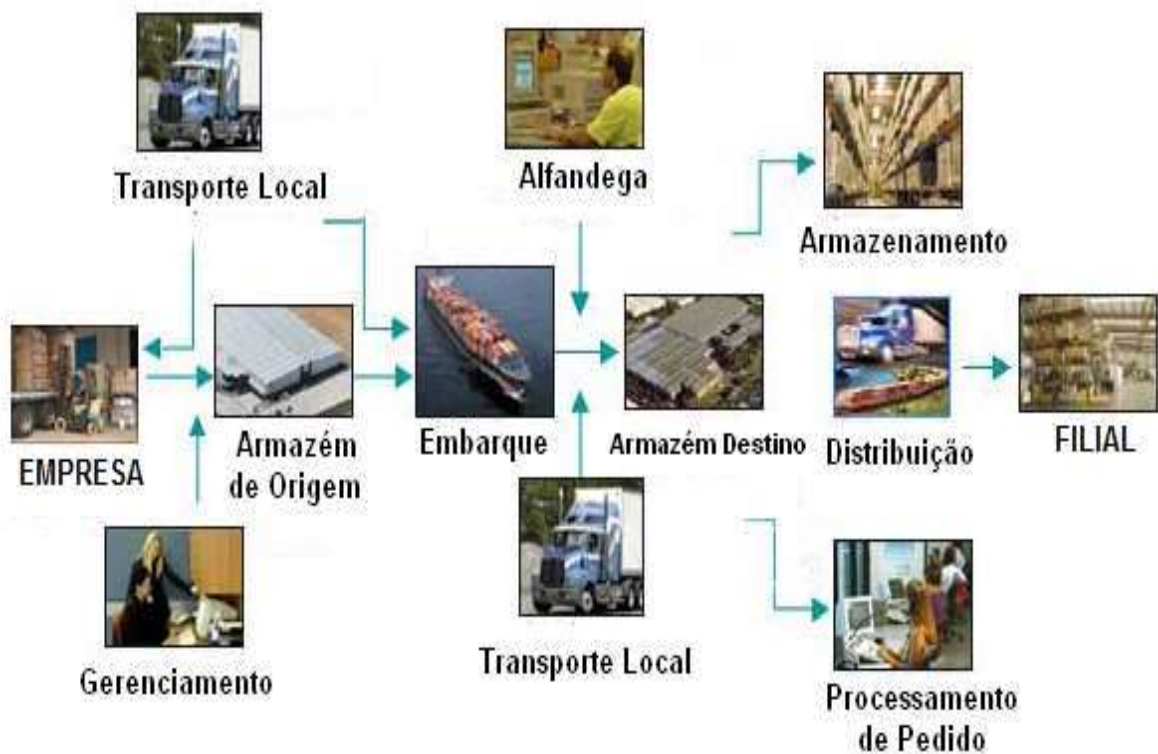 Transporte Local
Alfandega
Armazenamento
EMPRESA
Armazém
de Origem
Embarque
Armazém Destino
Distribuição
FILIAL
Gerenciamento
Transporte Local
Processamento
de Pedido